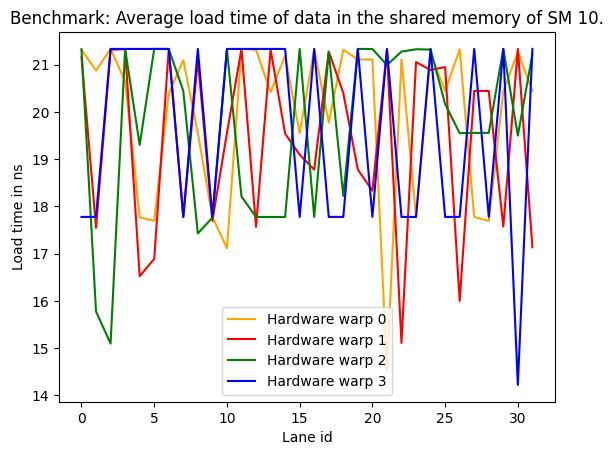 Benchmark: Average load time of data in the shared memory of SM 10.
21
20
19
18
17
16
15
14
Load time in ns
Hardware warp 0
Hardware warp 1
Hardware warp 2
Hardware warp 3
0 5 10 15 20 25 30
Lane id